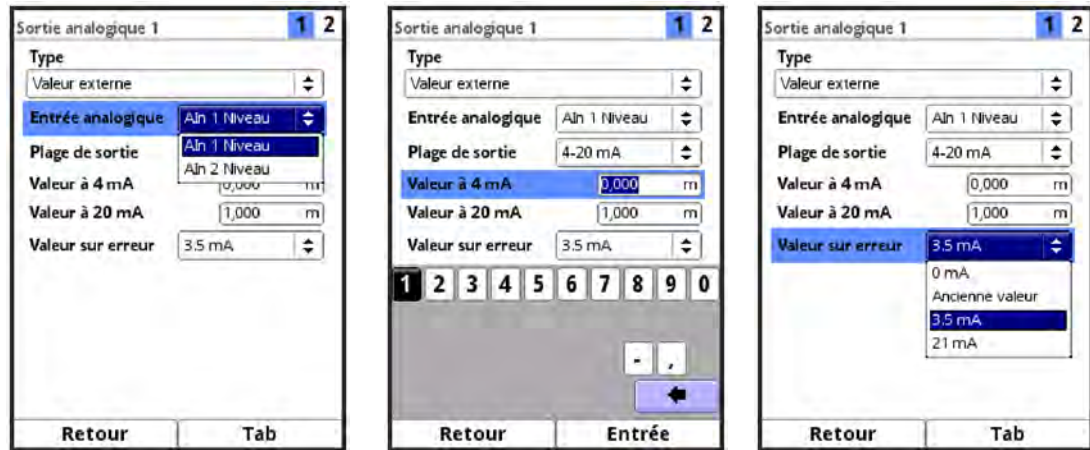 Sortie analogique 1 1 2
Type
Valeur externe
Entrée analogique AIn 1 Niveau
AIn 1 Niveau
AIn 2 Niveau
Plage de sortie
Valeur à 4 mA 0,000 m
Valeur à 20 mA 1,000 m
Valeur sur erreur 3.5 mA
Retour Tab
Sortie analogique 1 1 2
Type
Valeur externe
Entrée analogique AIn 1 Niveau
Plage de sortie 4-20 mA
Valeur à 4 mA 0,000 m
Valeur à 20 mA 1,000 m
Valeur sur erreur 3.5 mA
1 2 3 4 5 6 7 8 9 0
- ,
Retour Entrée
Sortie analogique 1 1 2
Type
Valeur externe
Entrée analogique AIn 1 Niveau
Plage de sortie 4-20 mA
Valeur à 4 mA 0,000 m
Valeur à 20 mA 1,000 m
Valeur sur erreur 3.5 mA
0 mA
Ancienne valeur
3.5 mA
21 mA
Retour Tab